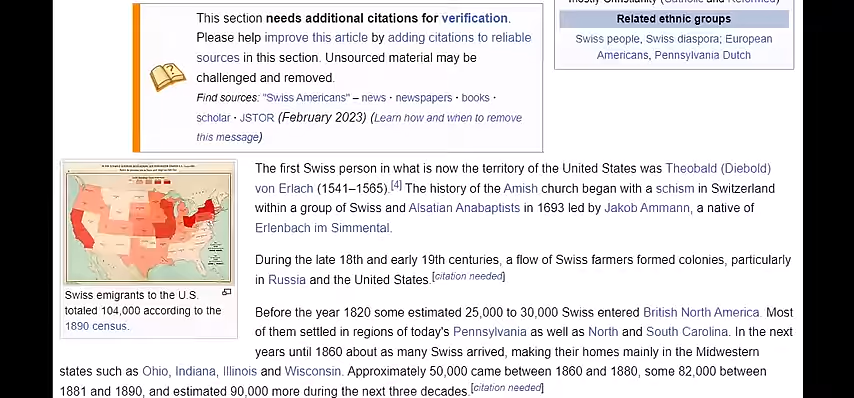 mostly Christianity (Catholic and Reformed)
This section needs additional citations for verification.
Please help improve this article by adding citations to reliable
sources in this section. Unsourced material may be
challenged and removed.
Find sources: "Swiss Americans" – news · newspapers · books ·
scholar · JSTOR (February 2023) (Learn how and when to remove
this message)
Related ethnic groups
Swiss people, Swiss diaspora; European
Americans, Pennsylvania Dutch
The first Swiss person in what is now the territory of the United States was Theobald (Diebold)
von Erlach (1541–1565).[4] The history of the Amish church began with a schism in Switzerland
within a group of Swiss and Alsatian Anabaptists in 1693 led by Jakob Ammann, a native of
Erlenbach im Simmental.
During the late 18th and early 19th centuries, a flow of Swiss farmers formed colonies, particularly
in Russia and the United States.[citation needed]
Swiss emigrants to the U.S.
totaled 104,000 according to the
1890 census.
Before the year 1820 some estimated 25,000 to 30,000 Swiss entered British North America. Most
of them settled in regions of today's Pennsylvania as well as North and South Carolina. In the next
years until 1860 about as many Swiss arrived, making their homes mainly in the Midwestern
states such as Ohio, Indiana, Illinois and Wisconsin. Approximately 50,000 came between 1860 and 1880, some 82,000 between
1881 and 1890, and estimated 90,000 more during the next three decades.[citation needed]